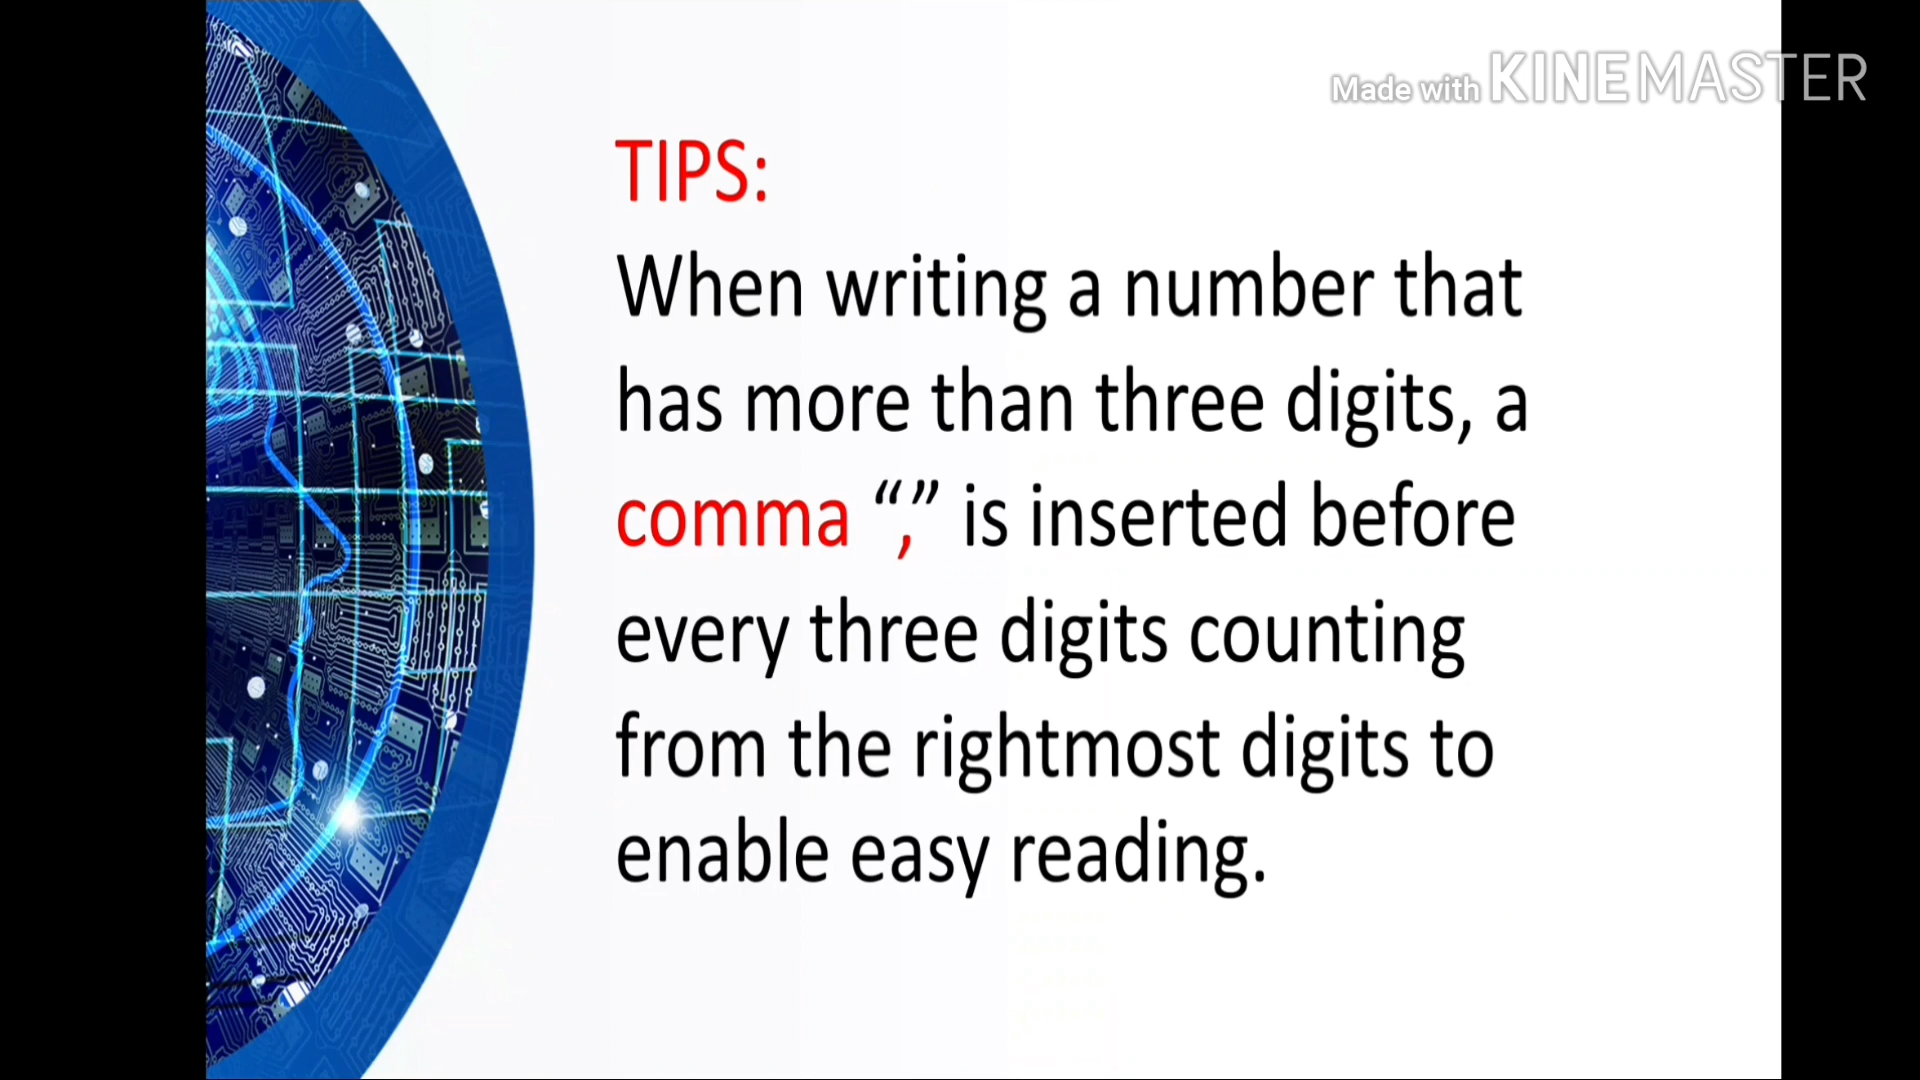 Made with KINEMASTER
TIPS:
When writing a number that
has more than three digits, a
comma “,” is inserted before
every three digits counting
from the rightmost digits to
enable easy reading.